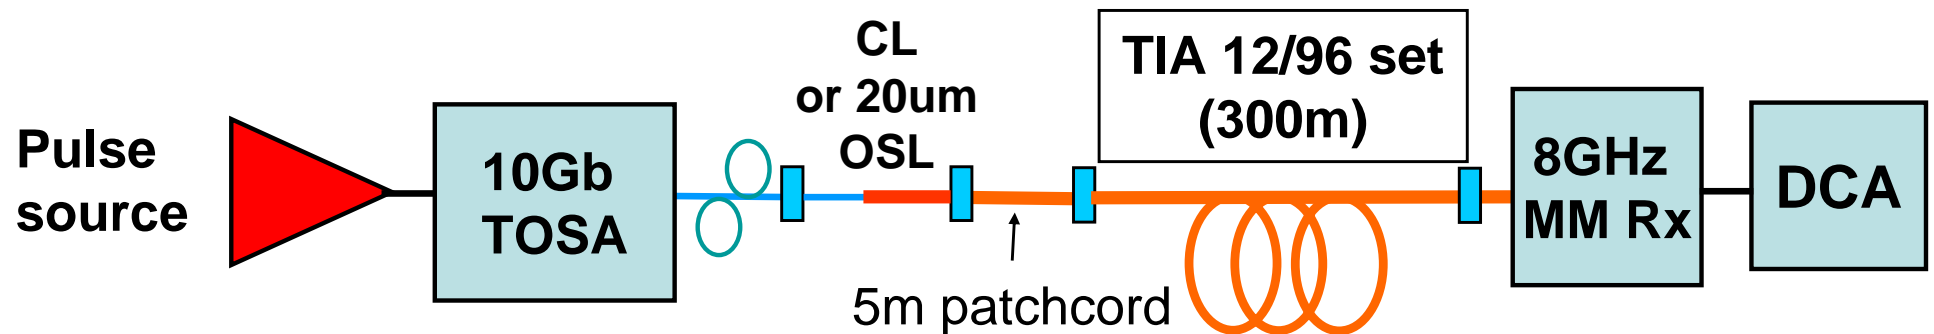 Pulse
source
10Gb
TOSA
CL
or 20um
OSL
5m patchcord
TIA 12/96 set
(300m)
8GHz
MM Rx
DCA